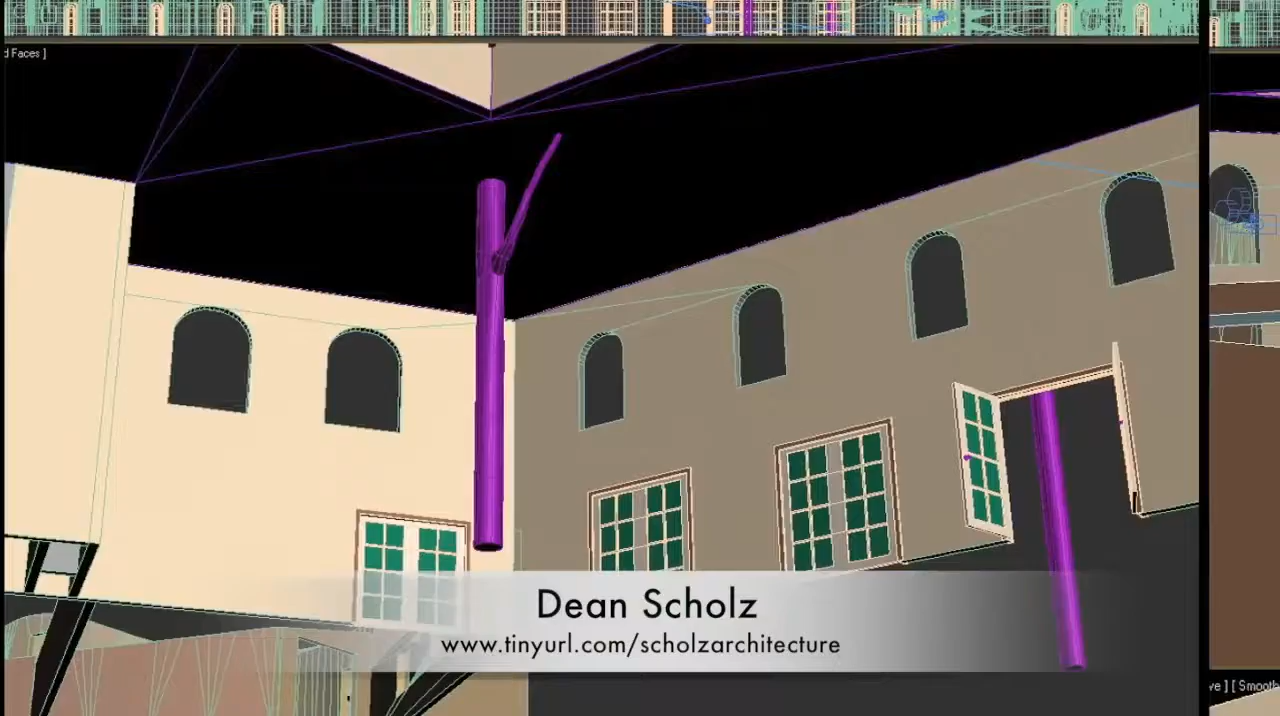 d Faces ]
Dean Scholz
www.tinyurl.com/scholzarchitecture
ve ] [ Smooth